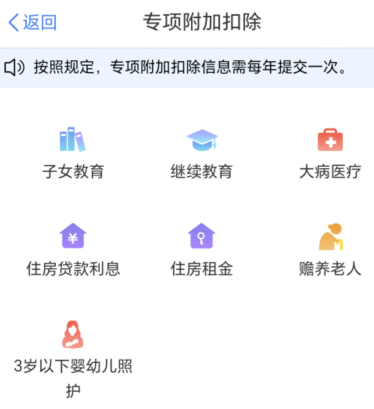 返回 专项附加扣除
按照规定，专项附加扣除信息需每年提交一次。
子女教育 继续教育 大病医疗
¥
住房贷款利息 住房租金 赡养老人
3岁以下婴幼儿照
护